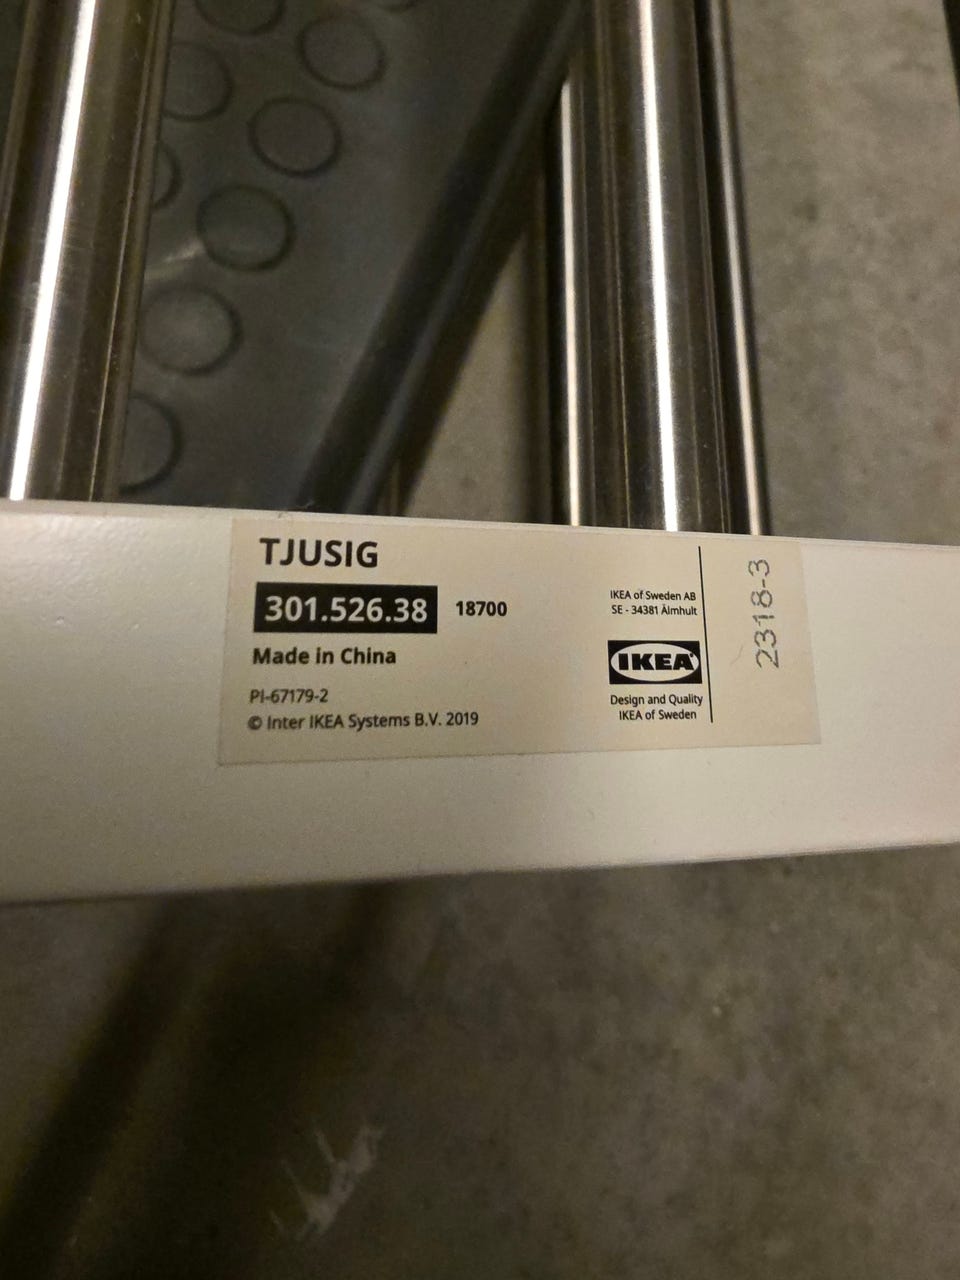 TJUSIG
301.526.38 18700
Made in China
PI-67179-2
© Inter IKEA Systems B.V. 2019
IKEA of Sweden AB
SE - 34381 Älmhult
IKEA®
Design and Quality
IKEA of Sweden
2318-3